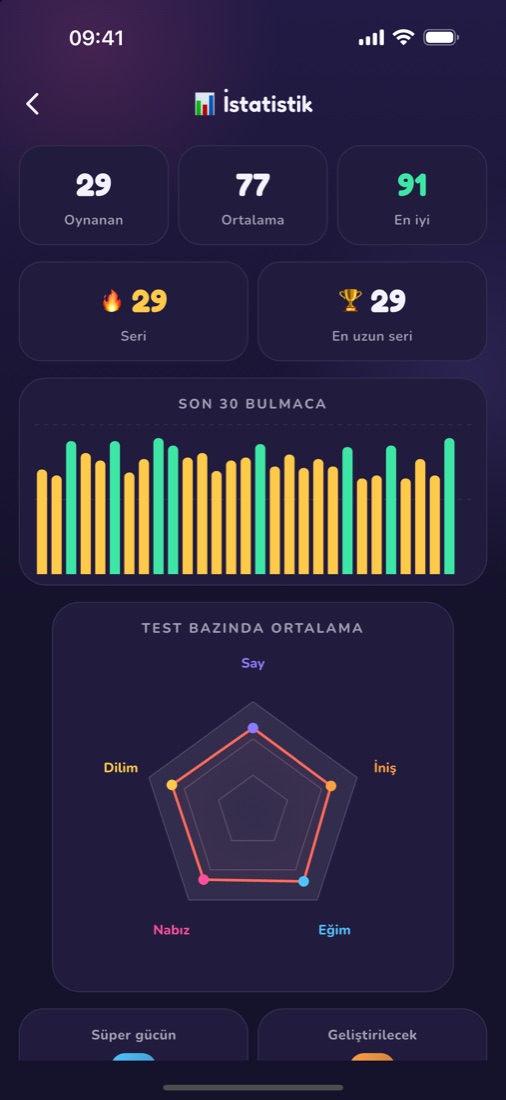 09:41
İstatistik
29
Oynanan
77
Ortalama
91
En iyi
29
Seri
29
En uzun seri
SON 30 BULMACA
TEST BAZINDA ORTALAMA
Say
Dilim
İniş
Nabız
Eğim
Süper gücün
Geliştirilecek